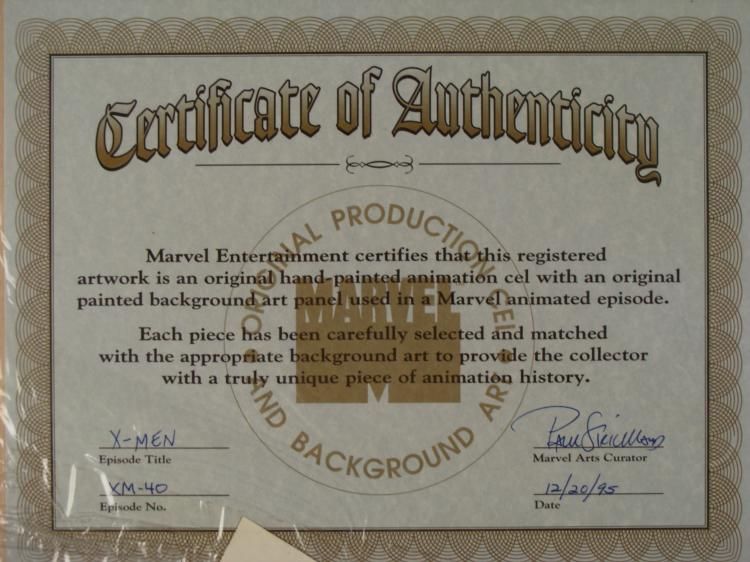 Certificate of Authenticity
ORIGINAL PRODUCTION CEL
AND BACKGROUND ART
MARVEL
Marvel Entertainment certifies that this registered
artwork is an original hand-painted animation cel with an original
painted background art panel used in a Marvel animated episode.
Each piece has been carefully selected and matched
with the appropriate background art to provide the collector
with a truly unique piece of animation history.
X-MEN
Episode Title
XM-40
Episode No.
Marvel Arts Curator
12/20/95
Date